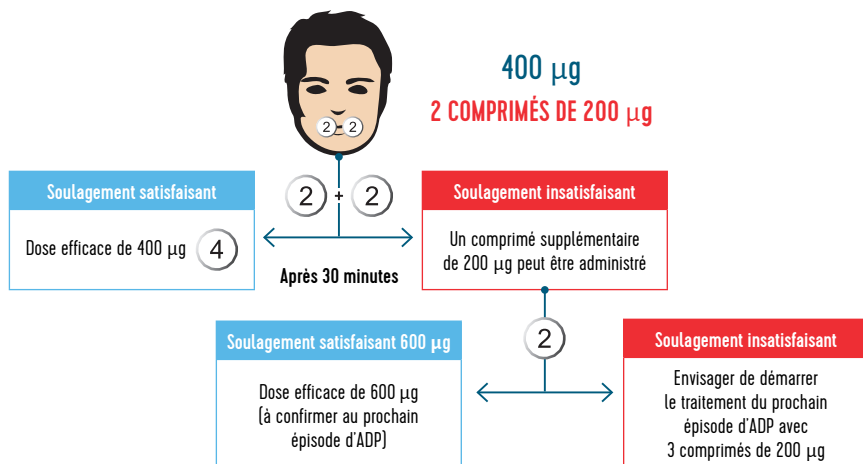 400 µg
2 COMPRIMÉS DE 200 µg
2 2
2 + 2
Soulagement satisfaisant
Dose efficace de 400 µg 4
Après 30 minutes
Soulagement insatisfaisant
Un comprimé supplémentaire
de 200 µg peut être administré
2
Soulagement satisfaisant 600 µg
Dose efficace de 600 µg
(à confirmer au prochain
épisode d'ADP)
Soulagement insatisfaisant
Envisager de démarrer
le traitement du prochain
épisode d'ADP avec
3 comprimés de 200 µg